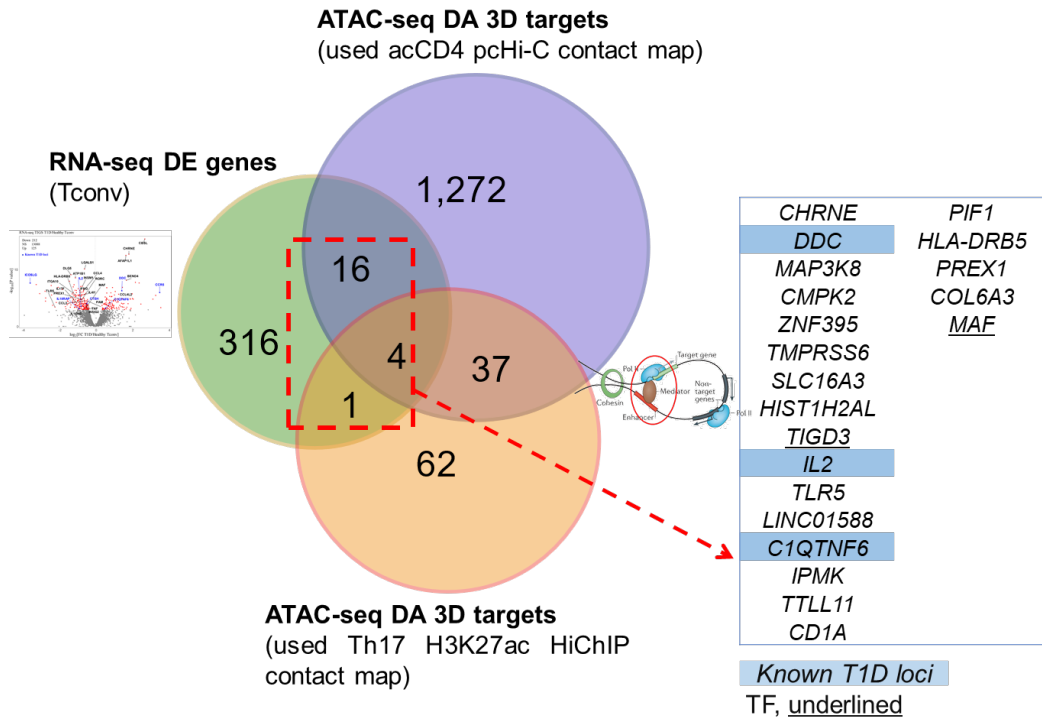 ATAC-seq DA 3D targets
(used acCD4 pcHi-C contact map)
RNA-seq DE genes
(Tconv)
1,272
16
316
4
37
1
62
Target gene
Pol II
Mediator
Non-
target
genes
Cohesin
Enhancer
Pol II
ATAC-seq DA 3D targets
(used Th17 H3K27ac HiChIP
contact map)
CHRNE
DDC
MAP3K8
CMPK2
ZNF395
TMPRSS6
SLC16A3
HIST1H2AL
TIGD3
IL2
TLR5
LINC01588
C1QTNF6
IPMK
TTLL11
CD1A
PIF1
HLA-DRB5
PREX1
COL6A3
MAF
Known T1D loci
TF, underlined